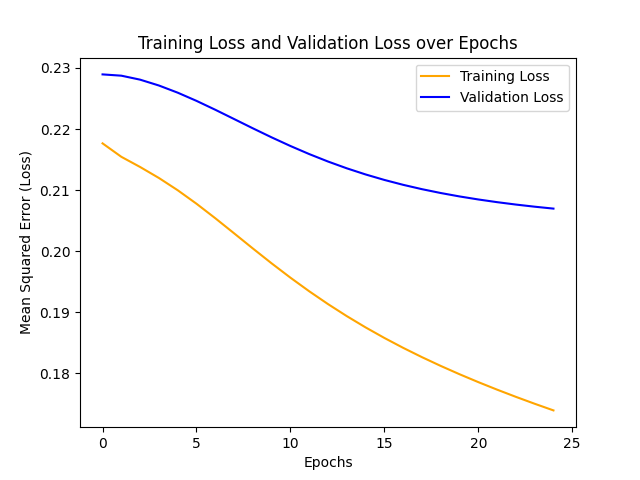 Training Loss and Validation Loss over Epochs
Training Loss
Validation Loss
Mean Squared Error (Loss)
0.23
0.22
0.21
0.20
0.19
0.18
0 5 10 15 20 25
Epochs